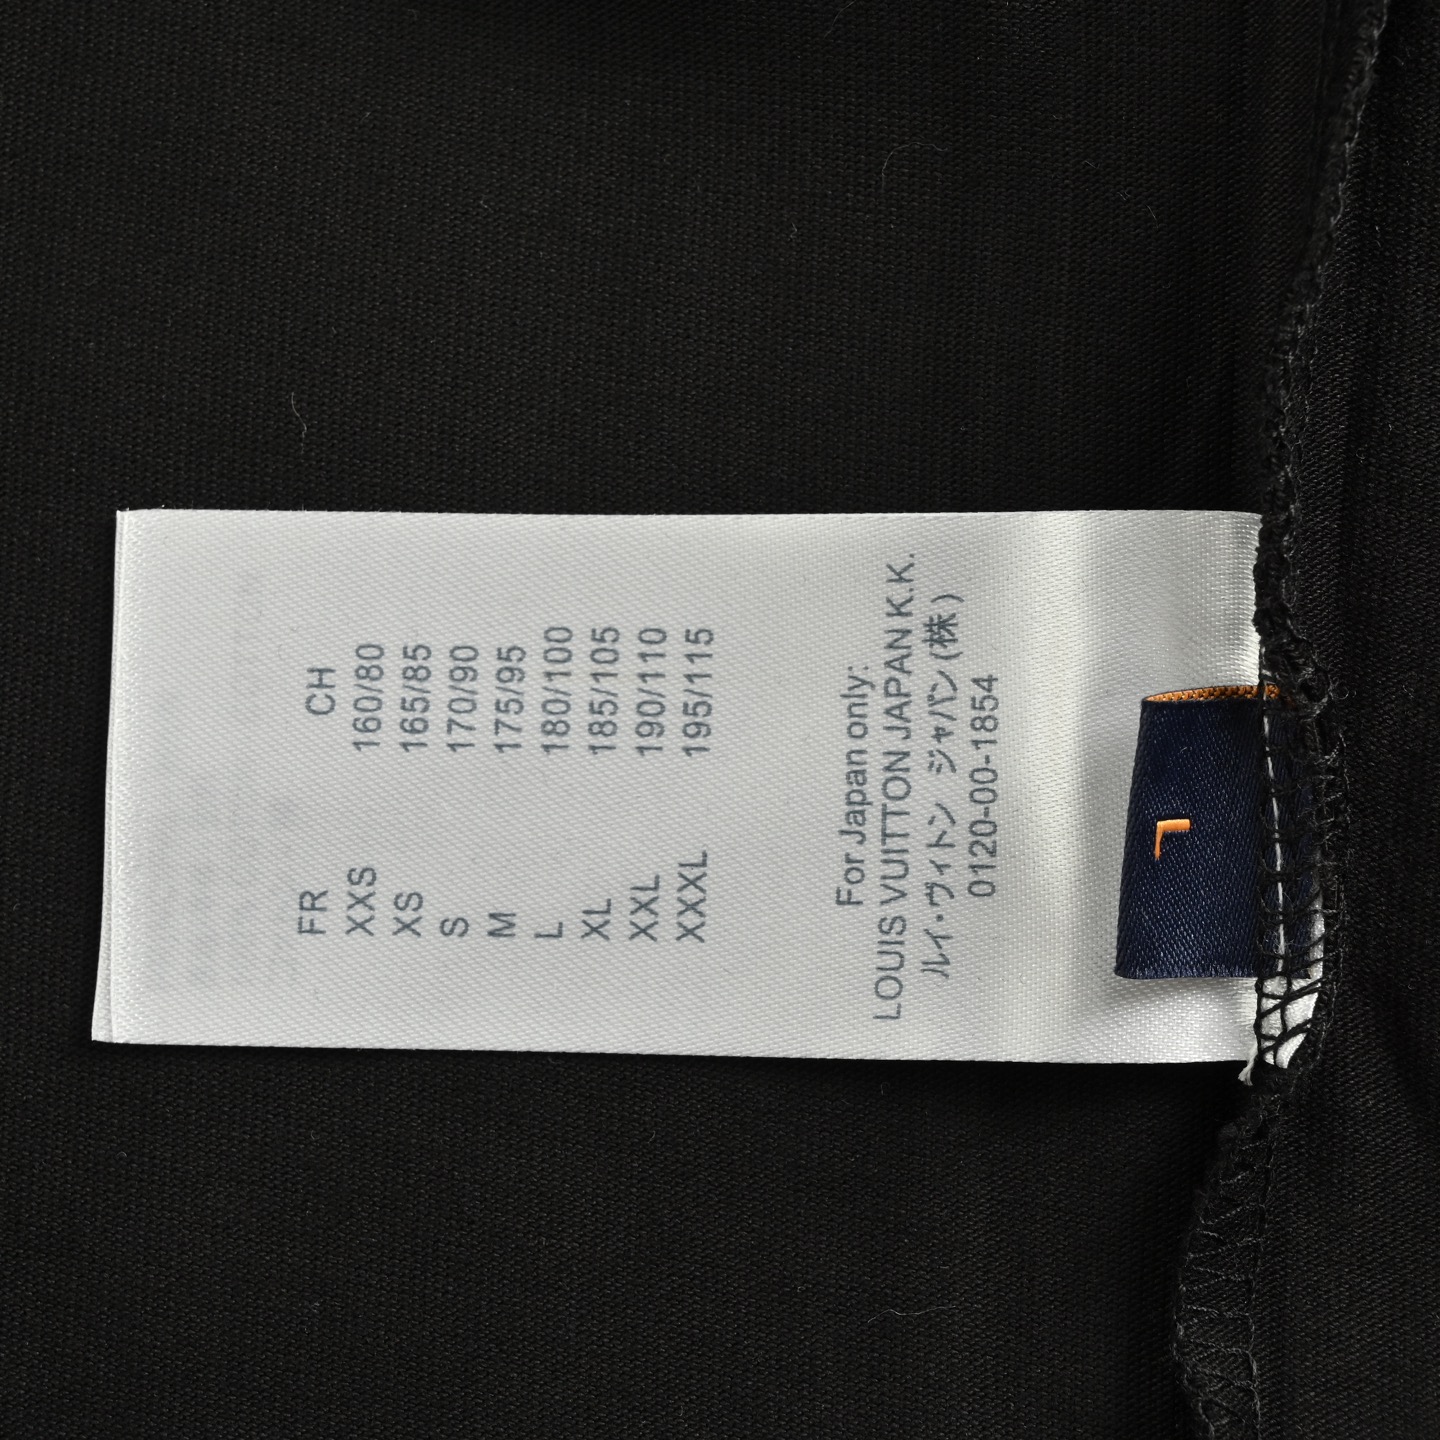 FR CH
XXS 160/80
XS 165/85
S 170/90
M 175/95
L 180/100
XL 185/105
XXL 190/110
XXXL 195/115
For Japan only:
LOUIS VUITTON JAPAN K.K.
ルイ・ヴィトン ジャパン(株)
0120-00-1854
L